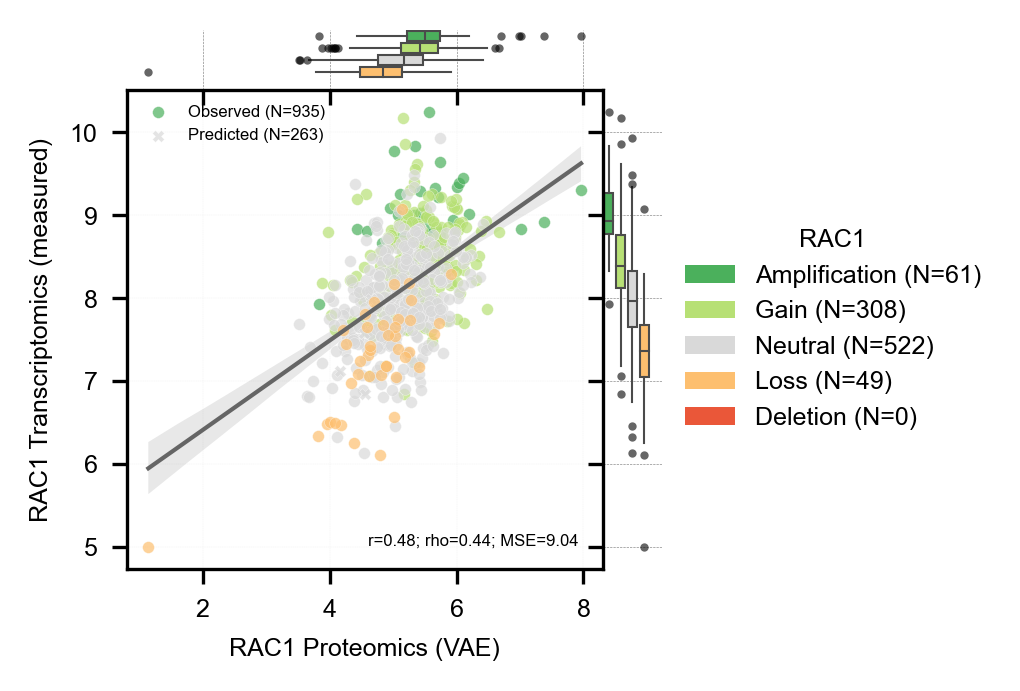 Observed (N=935)
Predicted (N=263)
10
9
8
7
6
5
RAC1 Transcriptomics (measured)
r=0.48; rho=0.44; MSE=9.04
2
4
6
8
RAC1 Proteomics (VAE)
RAC1
Amplification (N=61)
Gain (N=308)
Neutral (N=522)
Loss (N=49)
Deletion (N=0)